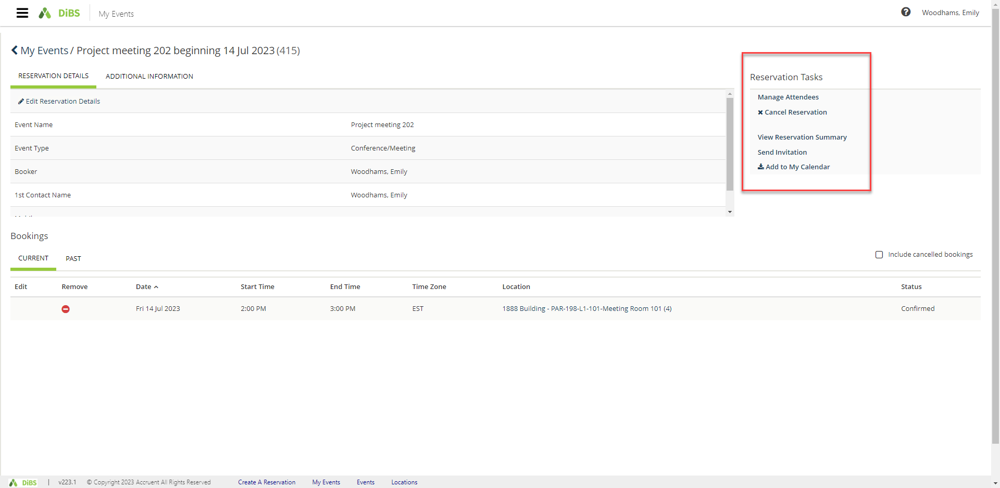 DiBS
My Events
Woodhams, Emily
My Events / Project meeting 202 beginning 14 Jul 2023 (415)
RESERVATION DETAILS ADDITIONAL INFORMATION
Edit Reservation Details
Event Name Project meeting 202
Event Type Conference/Meeting
Booker Woodhams, Emily
1st Contact Name Woodhams, Emily
Reservation Tasks
Manage Attendees
Cancel Reservation
View Reservation Summary
Send Invitation
Add to My Calendar
Bookings
CURRENT PAST
Include cancelled bookings
Edit Remove Date Start Time End Time Time Zone Location Status
Fri 14 Jul 2023 2:00 PM 3:00 PM EST 1888 Building - PAR-198-L1-101-Meeting Room 101 (4) Confirmed
DiBS | v223.1 © Copyright 2023 Accruent All Rights Reserved Create A Reservation My Events Events Locations